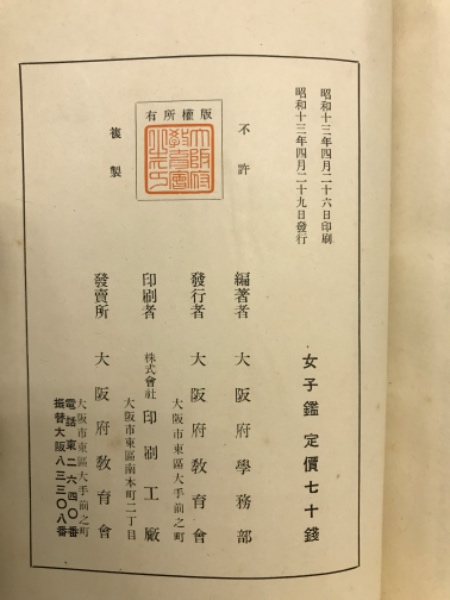 昭和十三年四月二十六日印刷
昭和十三年四月二十九日發行
女子鑑 定價七十錢
不許
複製
版權所有
編著者 大阪府學務部
發行者 大阪府教育會
大阪市東區大手前之町
印刷者 株式會社 印刷工廠
大阪市東區南本町二丁目
發賣所 大阪府教育會
大阪市東區大手前之町
電話東二六四〇番
振替大阪八三三〇八番